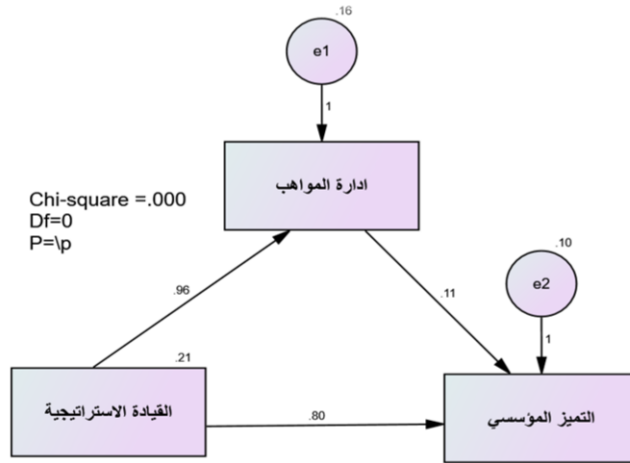 .16
e1
1
ادارة المواهب
Chi-square =.000
Df=0
P=\p
.10
e2
.96
.11
1
.21
القيادة الاستراتيجية
.80
التميز المؤسسي